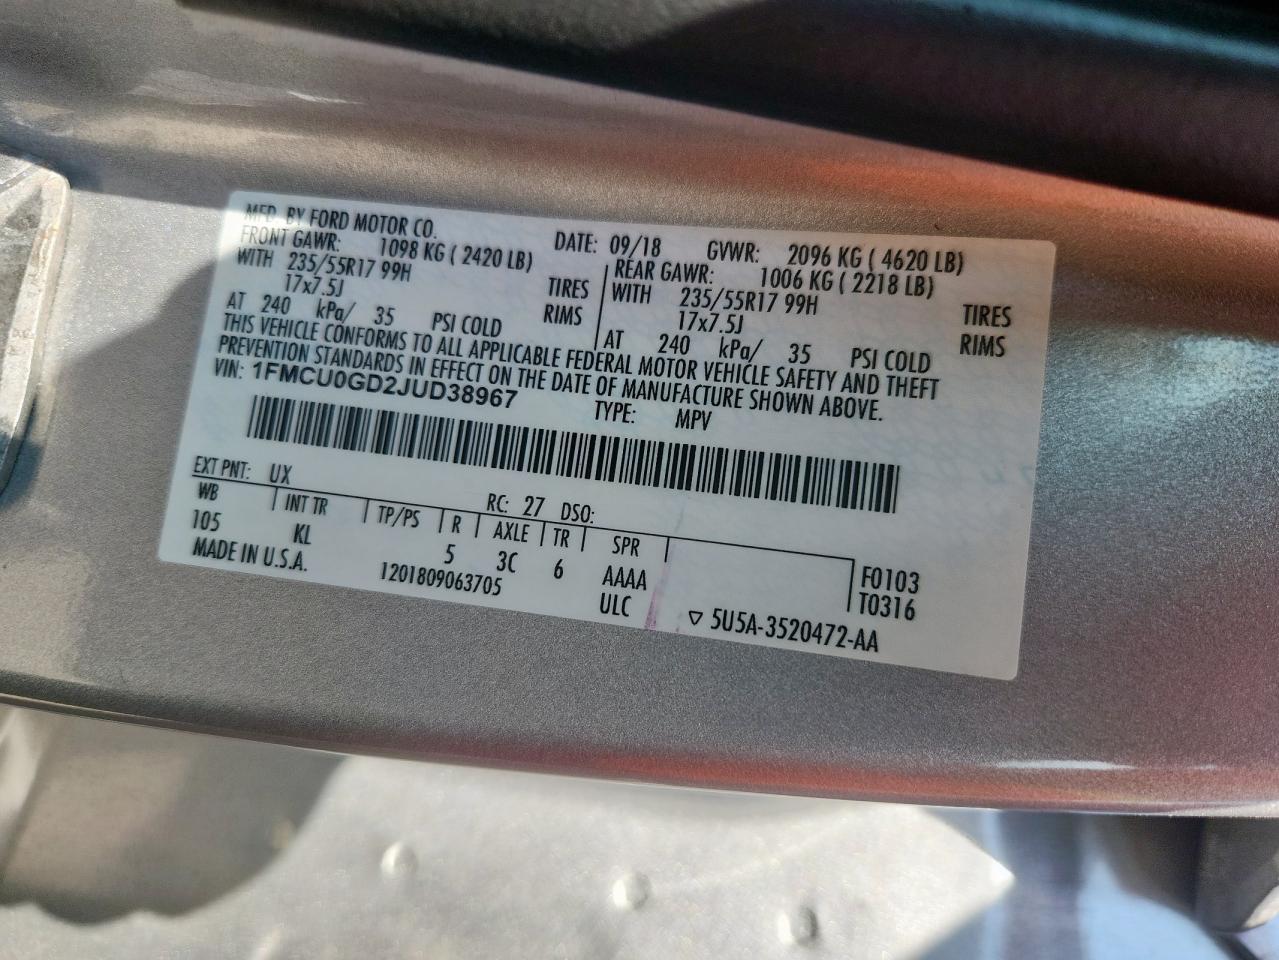 MFD. BY FORD MOTOR CO.
DATE: 09/18 GVWR: 2096 KG ( 4620 LB)
FRONT GAWR: 1098 KG ( 2420 LB) REAR GAWR: 1006 KG ( 2218 LB)
WITH 235/55R17 99H TIRES WITH 235/55R17 99H TIRES
17x7.5J RIMS 17x7.5J RIMS
AT 240 kPa/ 35 PSI COLD AT 240 kPa/ 35 PSI COLD
THIS VEHICLE CONFORMS TO ALL APPLICABLE FEDERAL MOTOR VEHICLE SAFETY AND THEFT
PREVENTION STANDARDS IN EFFECT ON THE DATE OF MANUFACTURE SHOWN ABOVE.
VIN: 1FMCU0GD2JUD38967 TYPE: MPV
EXT PNT: UX RC: 27 DSO:
WB INT TR TP/PS R AXLE TR SPR
105 KL 5 3C 6 AAAA F0103
MADE IN U.S.A. 1201809063705 ULC T0316
▽ 5U5A-3520472-AA